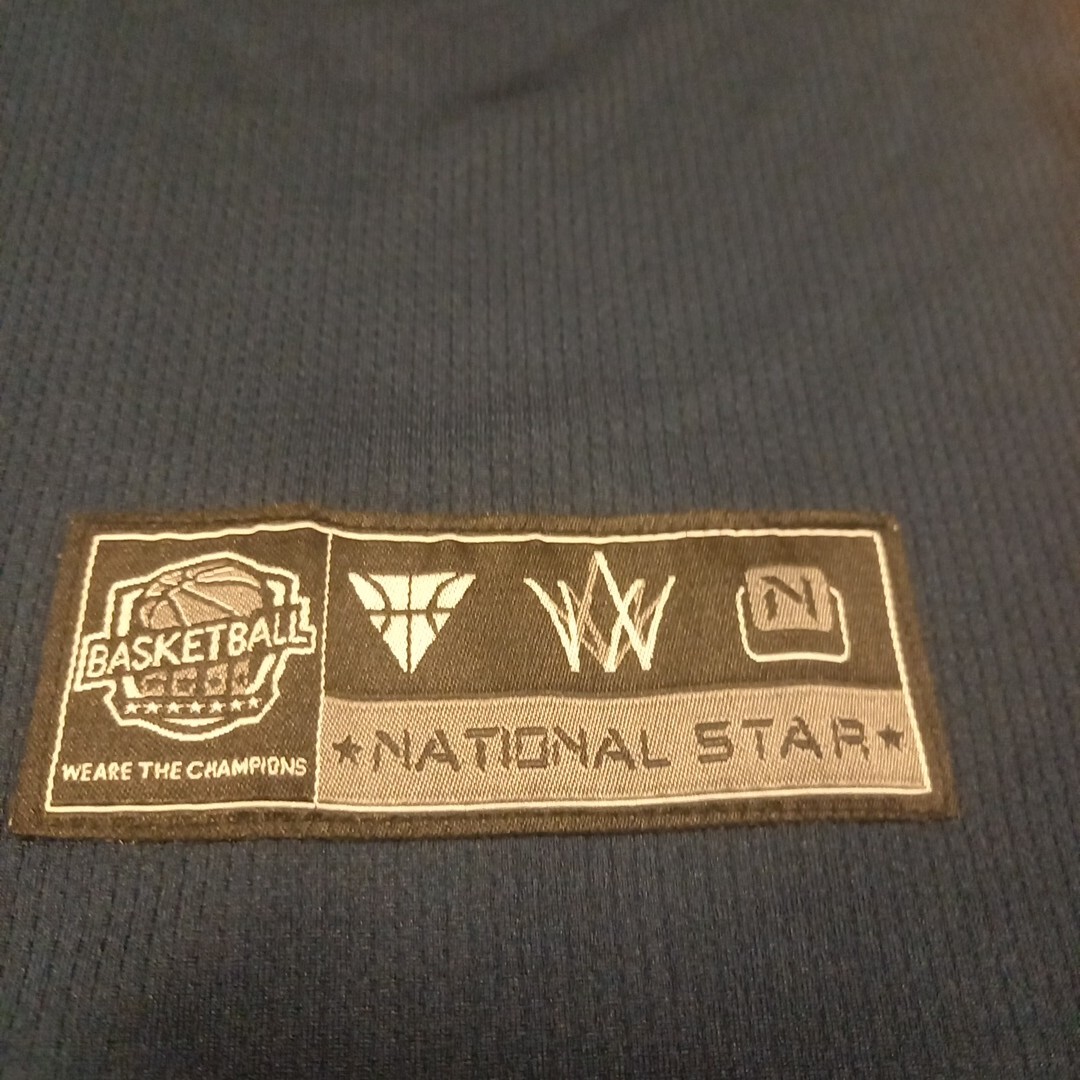 BASKETBALL
WEARE THE CHAMPIONS
N
★NATIONAL STAR★